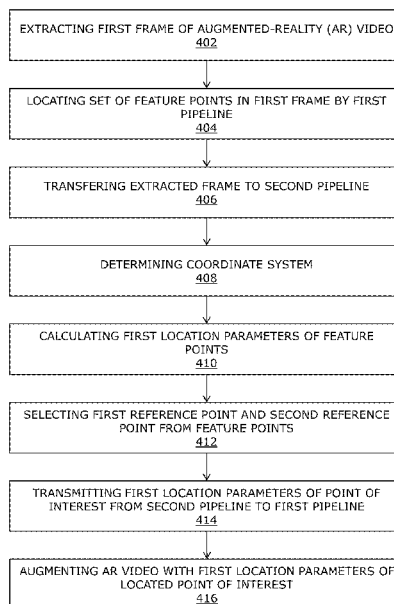 EXTRACTING FIRST FRAME OF AUGMENTED-REALITY (AR) VIDEO
402
LOCATING SET OF FEATURE POINTS IN FIRST FRAME BY FIRST
PIPELINE
404
TRANSFERING EXTRACTED FRAME TO SECOND PIPELINE
406
DETERMINING COORDINATE SYSTEM
408
CALCULATING FIRST LOCATION PARAMETERS OF FEATURE
POINTS
410
SELECTING FIRST REFERENCE POINT AND SECOND REFERENCE
POINT FROM FEATURE POINTS
412
TRANSMITTING FIRST LOCATION PARAMETERS OF POINT OF
INTEREST FROM SECOND PIPELINE TO FIRST PIPELINE
414
AUGMENTING AR VIDEO WITH FIRST LOCATION PARAMETERS OF
LOCATED POINT OF INTEREST
416